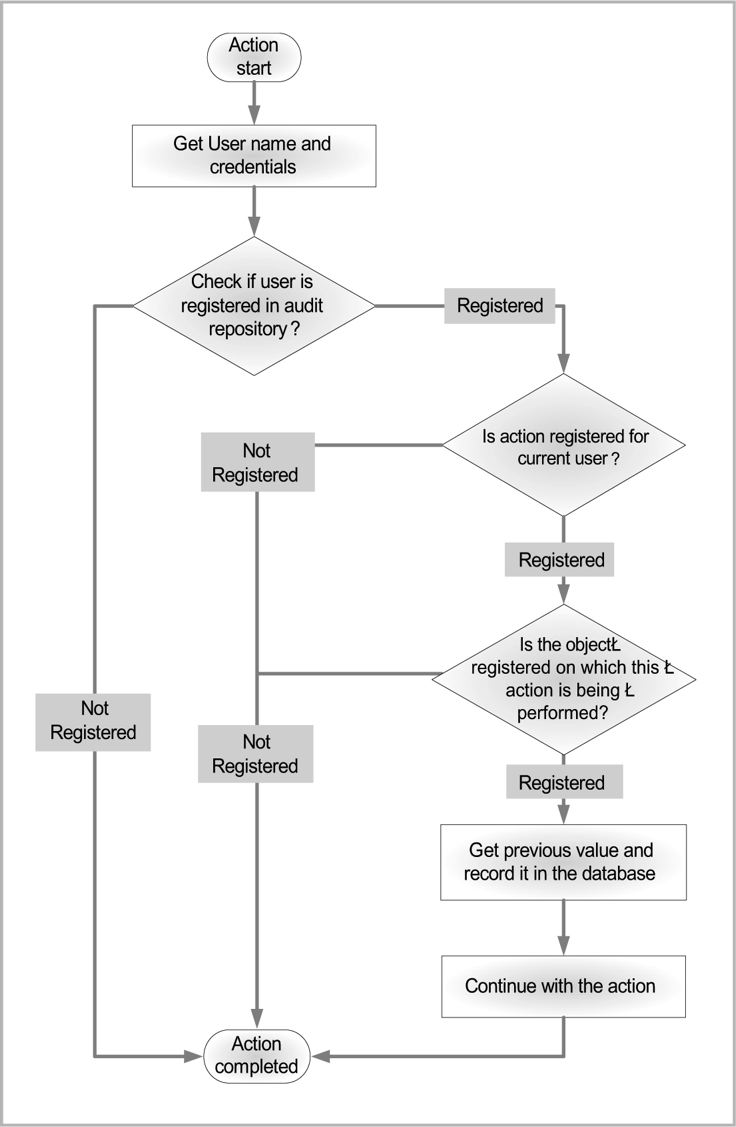 Action
start
Get User name and
credentials
Check if user is
registered in audit
repository ?
Registered
Is action registered for
current user ?
Not
Registered
Registered
Is the objectŁ
registered on which this Ł
action is being Ł
performed?
Not
Registered
Not
Registered
Registered
Get previous value and
record it in the database
Continue with the action
Action
completed